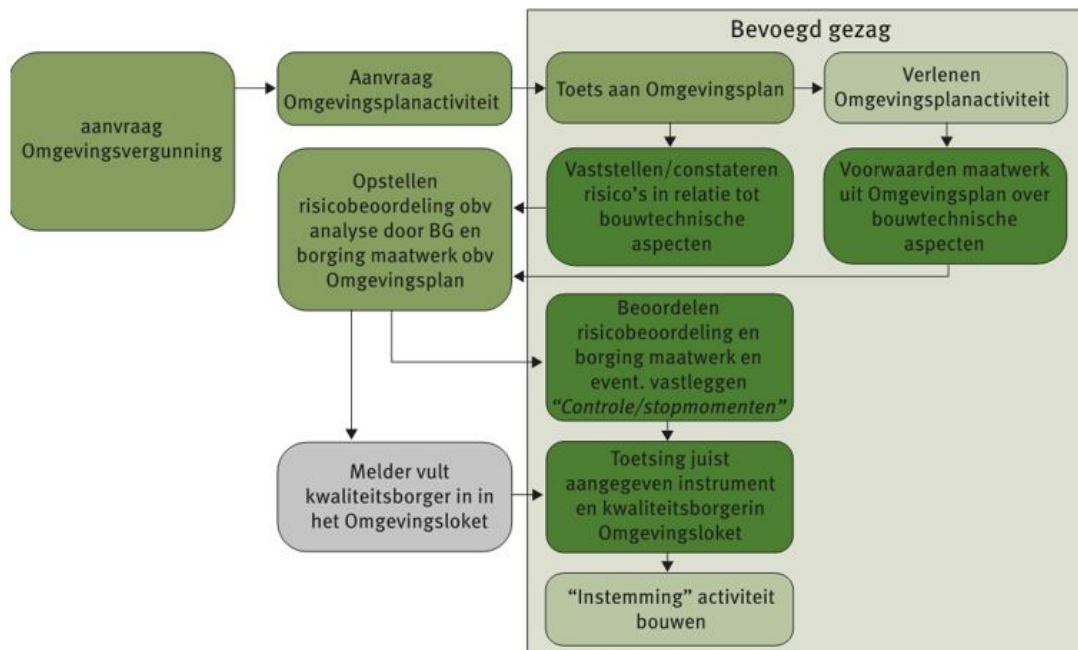 Bevoegd gezag
aanvraag
Omgevingsvergunning
Aanvraag
Omgevingsplanactiviteit
Toets aan Omgevingsplan
Verlenen
Omgevingsplanactiviteit
Opstellen
risicobeoordeling obv
analyse door BG en
borging maatwerk obv
Omgevingsplan
Vaststellen/constateren
risico’s in relatie tot
bouwtechnische
aspecten
Voorwaarden maatwerk
uit Omgevingsplan over
bouwtechnische
aspecten
Beoordelen
risicobeoordeling en
borging maatwerk en
event. vastleggen
“Controle/stopmomenten”
Melder vult
kwaliteitsborger in in
het Omgevingsloket
Toetsing juist
aangegeven instrument
en kwaliteitsborgerin
Omgevingsloket
“Instemming” activiteit
bouwen